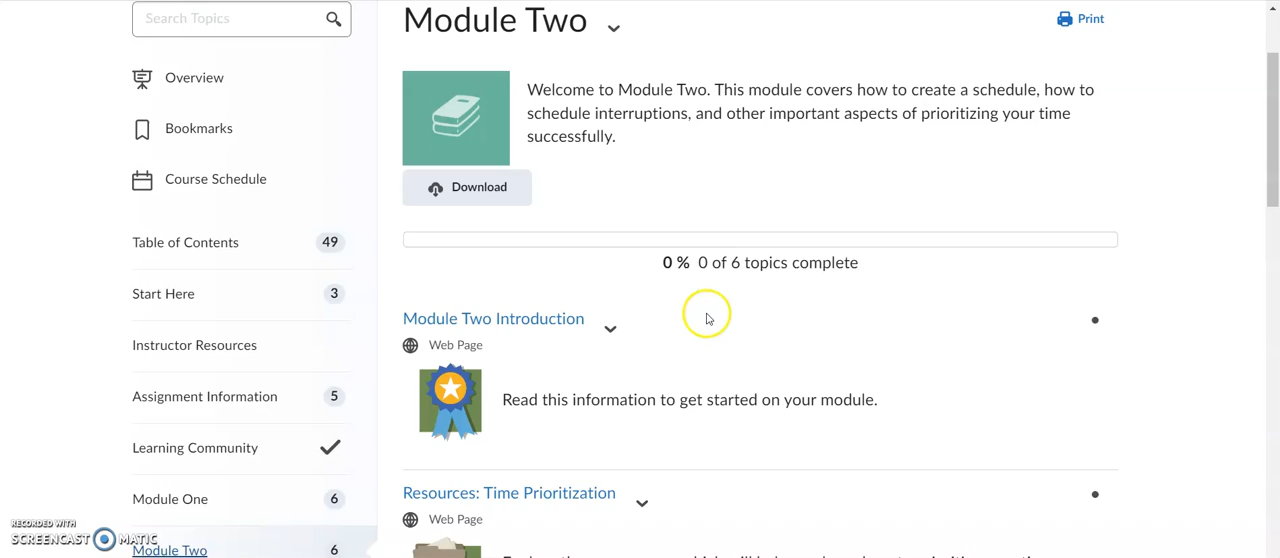 Search Topics
Overview
Bookmarks
Course Schedule
Table of Contents 49
Start Here 3
Instructor Resources
Assignment Information 5
Learning Community
Module One 6
Module Two 6
RECORDED WITH
SCREENCAST MATIC
Module Two
Print
Welcome to Module Two. This module covers how to create a schedule, how to
schedule interruptions, and other important aspects of prioritizing your time
successfully.
Download
0 % 0 of 6 topics complete
Module Two Introduction
Web Page
Read this information to get started on your module.
Resources: Time Prioritization
Web Page